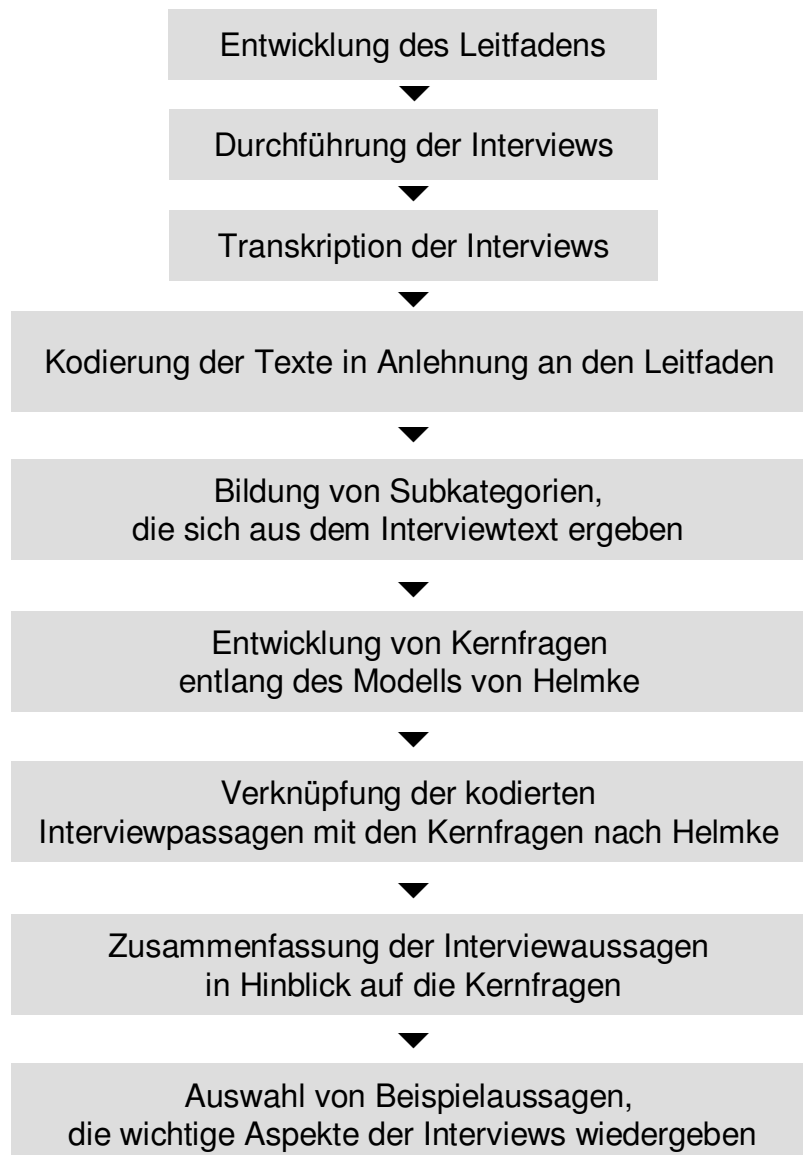 Entwicklung des Leitfadens
Durchführung der Interviews
Transkription der Interviews
Kodierung der Texte in Anlehnung an den Leitfaden
Bildung von Subkategorien,
die sich aus dem Interviewtext ergeben
Entwicklung von Kernfragen
entlang des Modells von Helmke
Verknüpfung der kodierten
Interviewpassagen mit den Kernfragen nach Helmke
Zusammenfassung der Interviewaussagen
in Hinblick auf die Kernfragen
Auswahl von Beispielaussagen,
die wichtige Aspekte der Interviews wiedergeben